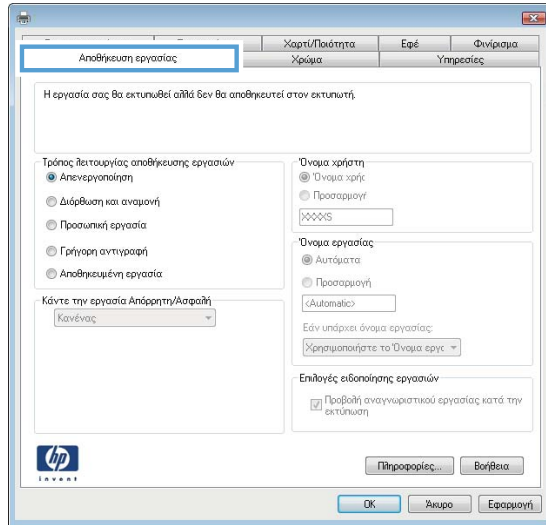 Χαρτί/Ποιότητα Εφέ Φινίρισμα
Αποθήκευση εργασίας Χρώμα Υπηρεσίες
Η εργασία σας θα εκτυπωθεί αλλά δεν θα αποθηκευτεί στον εκτυπωτή.
Τρόπος λειτουργίας αποθήκευσης εργασιών
Απενεργοποίηση
Διόρθωση και αναμονή
Προσωπική εργασία
Γρήγορη αντιγραφή
Αποθηκευμένη εργασία
Κάντε την εργασία Απόρρητη/Ασφαλή
Κανένας
Όνομα χρήστη
Όνομα χρής
Προσαρμογή
XXXXS
Όνομα εργασίας
Αυτόματα
Προσαρμογή
<Automatic>
Εάν υπάρχει όνομα εργασίας:
Χρησιμοποιήστε το Όνομα εργς
Επιλογές ειδοποίησης εργασιών
Προβολή αναγνωριστικού εργασίας κατά την
εκτύπωση
hp
invent
Πληροφορίες... Βοήθεια
OK Άκυρο Εφαρμογή